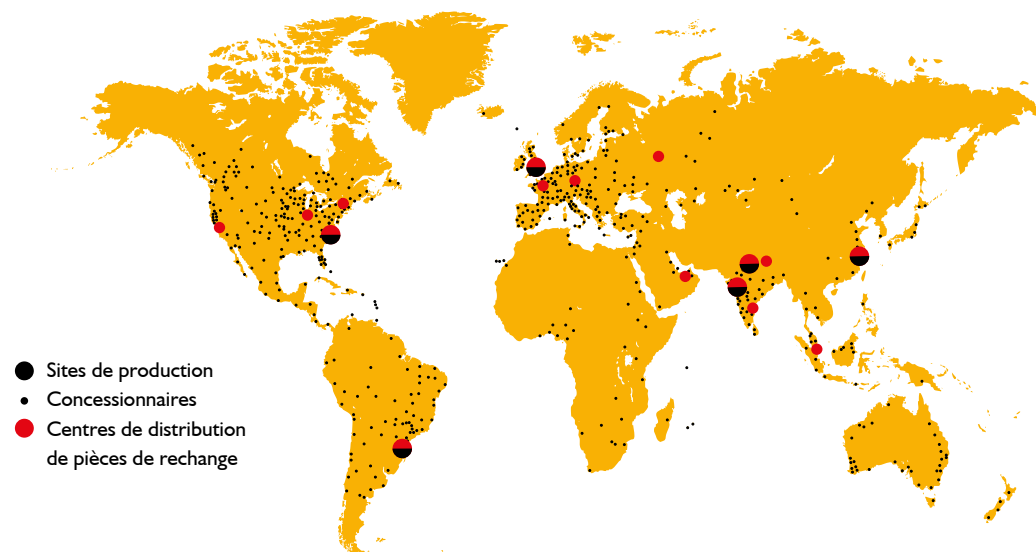 Sites de production
Concessionnaires
Centres de distribution
de pièces de rechange